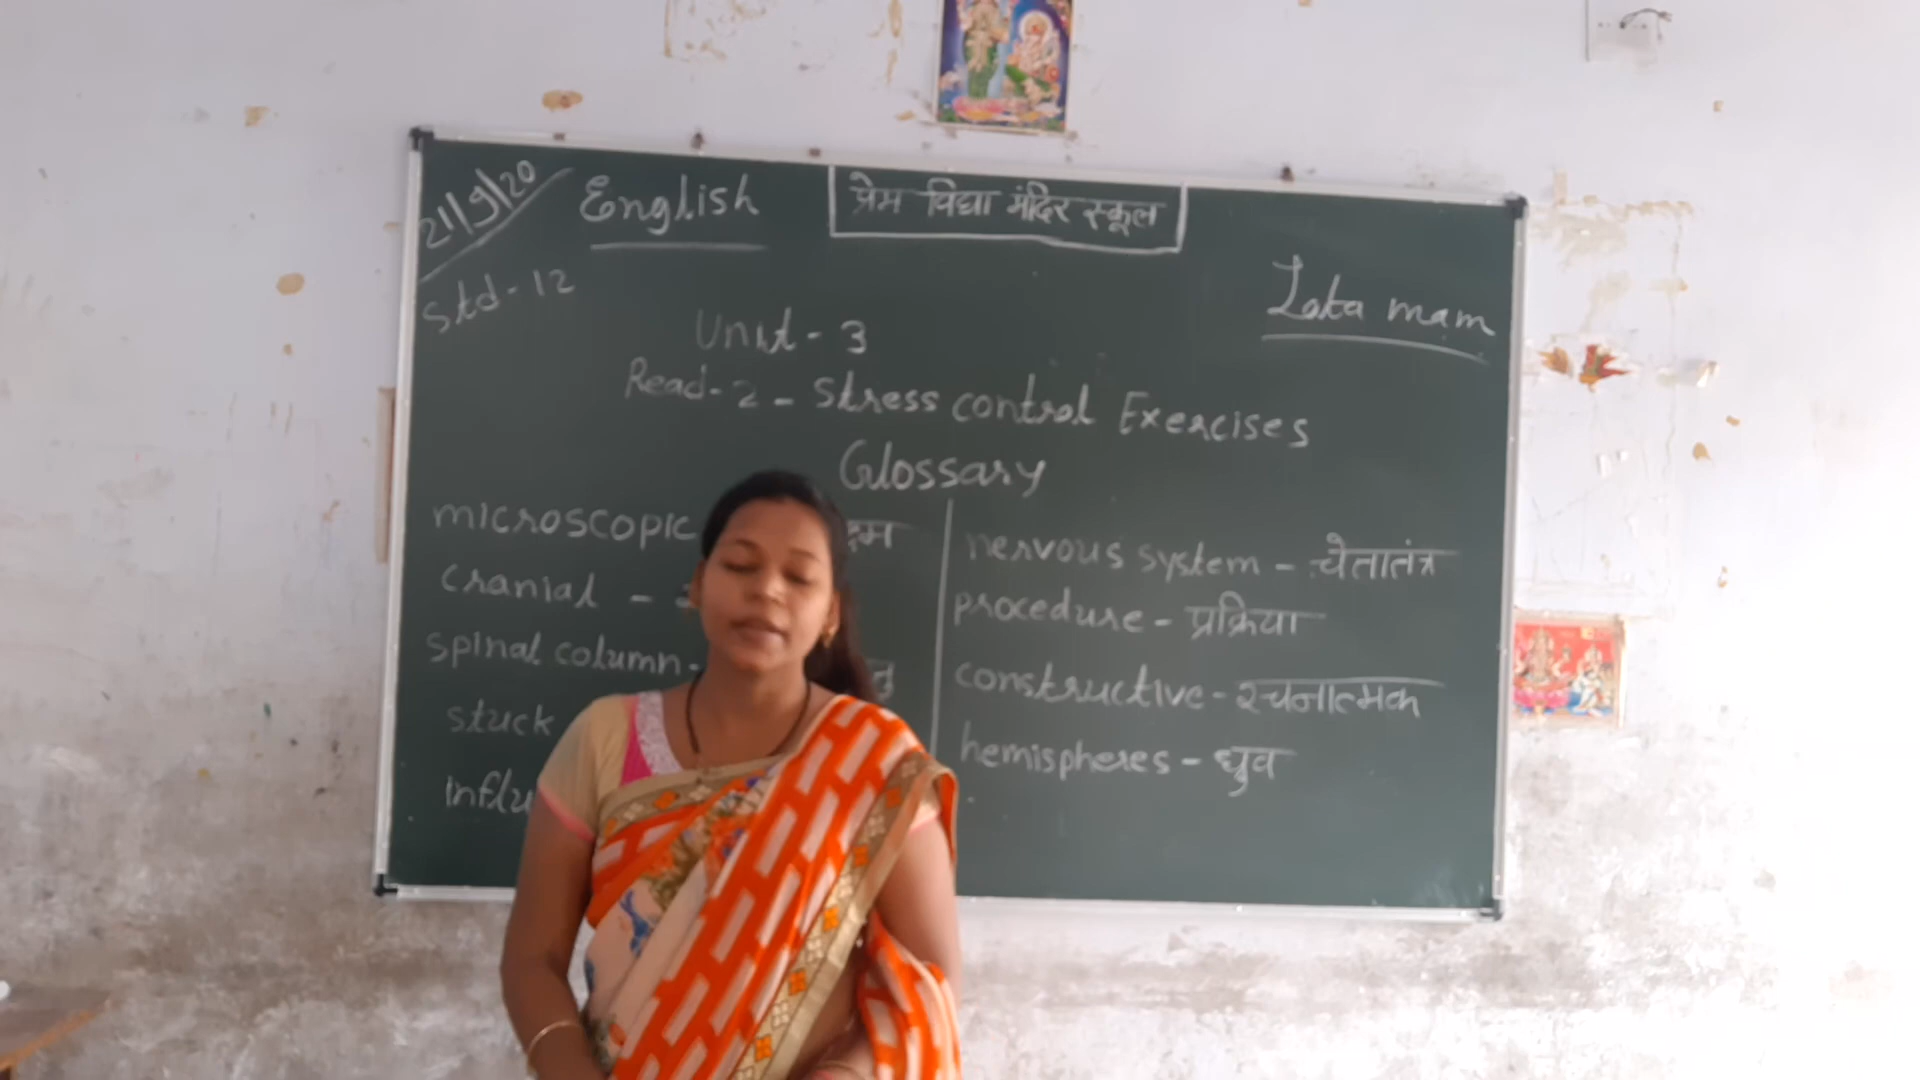 21/9/20 English प्रेम विद्या मंदिर स्कूल
Std-12
Lata mam
Unit-3
Read-2 - Stress control Exercises
Glossary
microscopic
cranial -
spinal column-
stuck
nervous system - चेतातंत्र
procedure - प्रक्रिया
constructive - रचनात्मक
hemispheres - ध्रुव